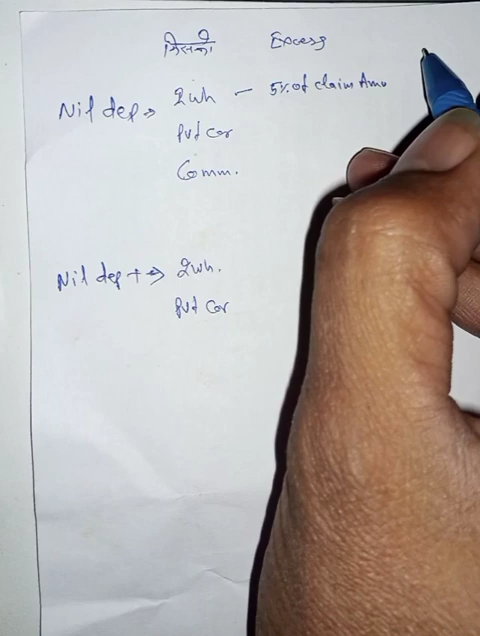 किसको Excess
Nil dep → 2wh – 5% of claim Amo
Pvt Car
Comm.
Nil dep + → 2wh.
Pvt Car